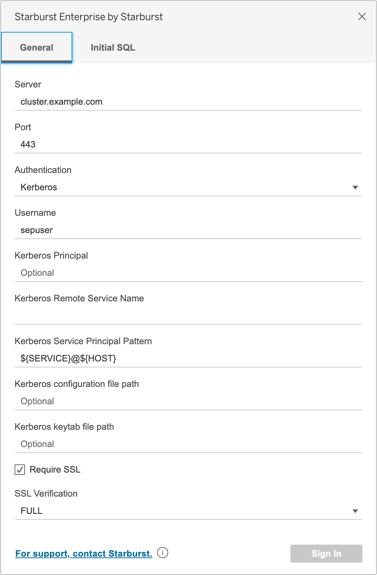 Starburst Enterprise by Starburst
General Initial SQL
Server
cluster.example.com
Port
443
Authentication
Kerberos
Username
sepuser
Kerberos Principal
Optional
Kerberos Remote Service Name
Kerberos Service Principal Pattern
${SERVICE}@${HOST}
Kerberos configuration file path
Optional
Kerberos keytab file path
Optional
Require SSL
SSL Verification
FULL
For support, contact Starburst.
Sign In